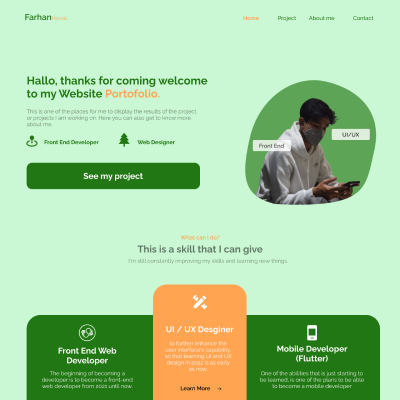 Farhan
Home
Project
About me
Contact
Hallo, thanks for coming welcome
to my Website Portofolio.
This is one of the places for me to display the results of the project
or projects I am working on. Here you can also get to know more
about me.
Front End Developer
Web Designer
See my project
Front End
UI/UX
What can I do?
This is a skill that I can give
I'm still constantly improving my skills and learning new things.
Front End Web
Developer
The beginning of becoming a
developer is to become a front-end
web developer from 2021 until now.
Ui / UX Desginer
to further enhance the
user interface's capability,
so that learning UI and UX
design in 2021 is as early
as now.
Learn More →
Mobile Developer
(Flutter)
One of the abilities that is just starting to
be learned, is one of the plans to be able
to become a mobile developer